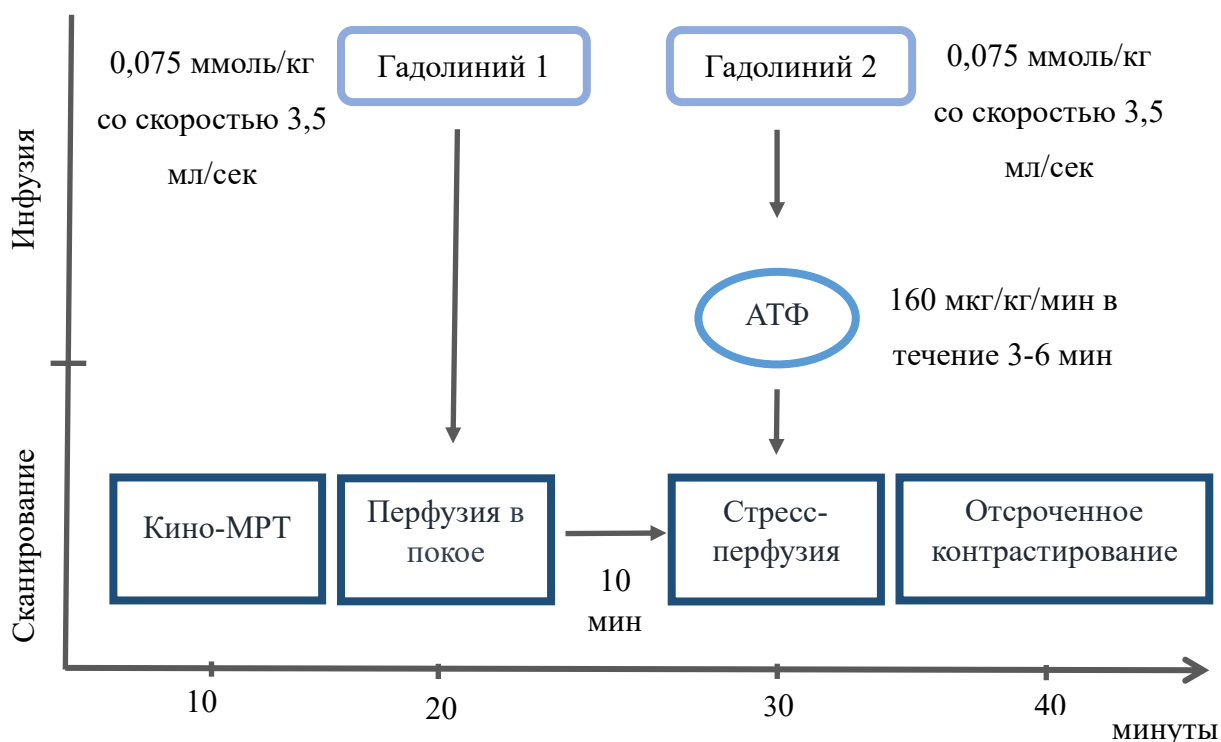 0,075 ммоль/кг
со скоростью 3,5
мл/сек
Гадолиний 1
Гадолиний 2
0,075 ммоль/кг
со скоростью 3,5
мл/сек
Инфузия
АТФ
160 мкг/кг/мин в
течение 3-6 мин
Сканирование
Кино-МРТ
Перфузия в
покое
10
мин
Стресс-
перфузия
Отсроченное
контрастирование
10
20
30
40
минуты